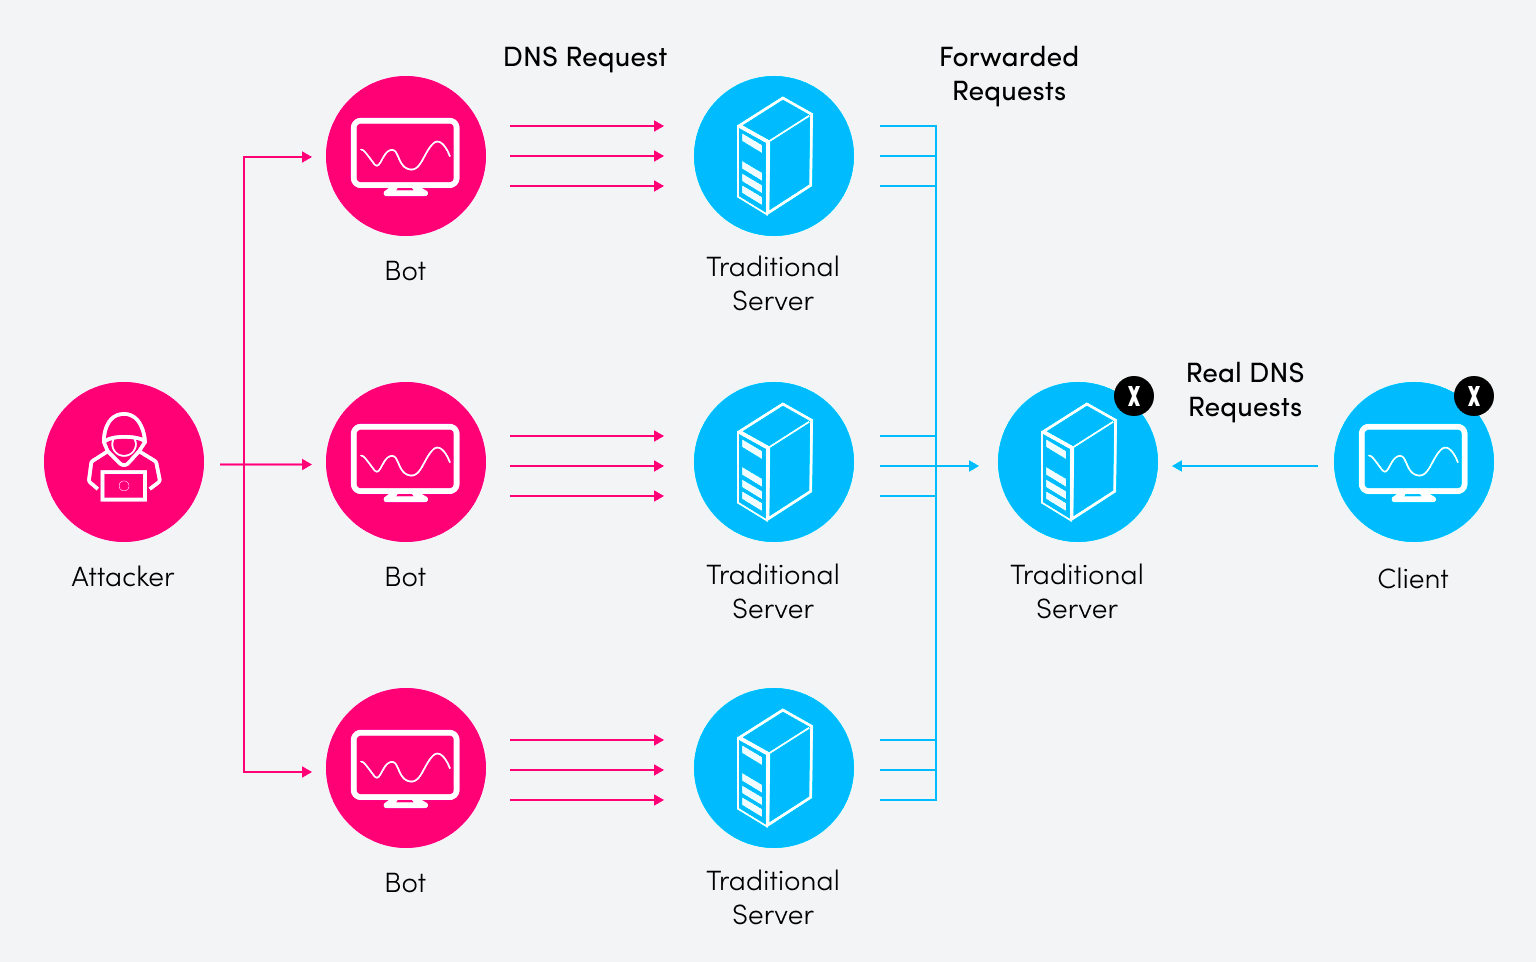 DNS Request
Forwarded
Requests
Bot
Traditional
Server
Real DNS
Requests
X
X
Attacker
Bot
Traditional
Server
Traditional
Server
Client
Bot
Traditional
Server